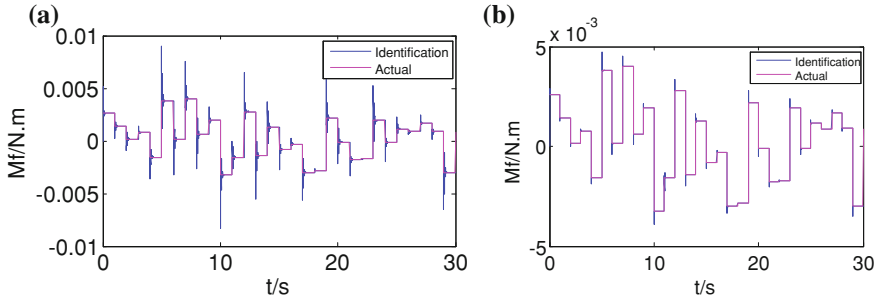 (a)
0.01
0.005
0
-0.005
-0.01
Mf/N.m
Identification
Actual
0
10
20
30
t/s
(b)
5 x 10⁻³
0
-5
Mf/N.m
Identification
Actual
0
10
20
30
t/s